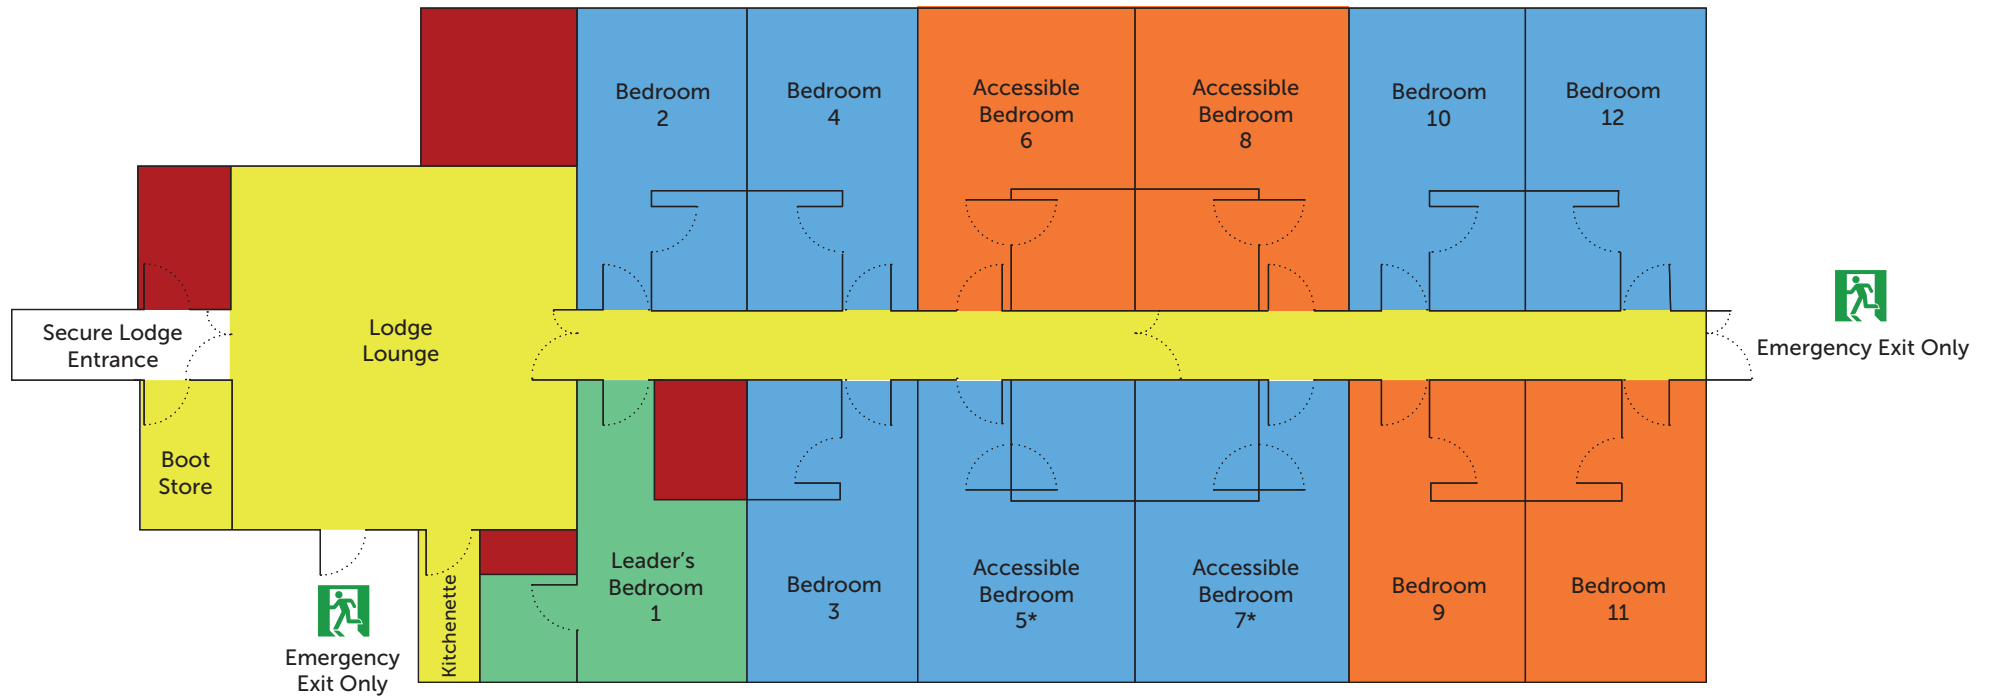 Bedroom
2
Bedroom
4
Accessible
Bedroom
6
Accessible
Bedroom
8
Bedroom
10
Bedroom
12
Secure Lodge
Entrance
Lodge
Lounge
Emergency Exit Only
Boot
Store
Kitchenette
Leader’s
Bedroom
1
Bedroom
3
Accessible
Bedroom
5*
Accessible
Bedroom
7*
Bedroom
9
Bedroom
11
Emergency
Exit Only